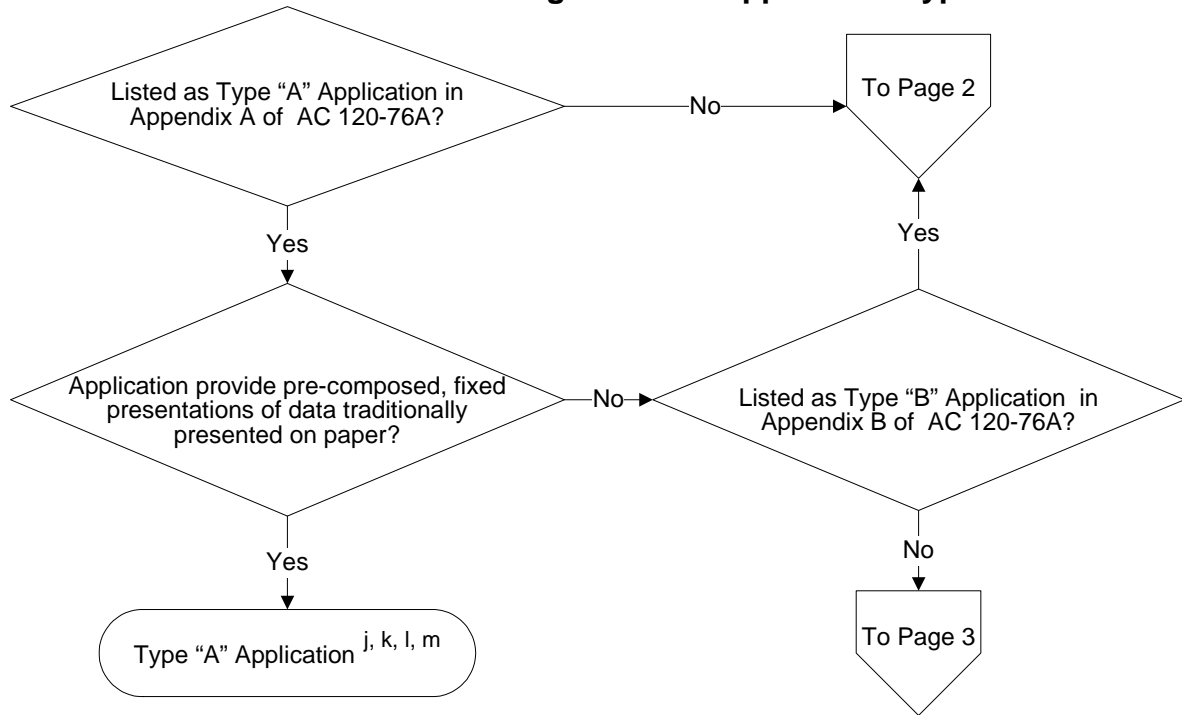 Listed as Type “A” Application in
Appendix A of AC 120-76A?
No
To Page 2
Yes
Yes
Application provide pre-composed, fixed
presentations of data traditionally
presented on paper?
No
Listed as Type “B” Application in
Appendix B of AC 120-76A?
Yes
No
Type “A” Application j, k, l, m
To Page 3